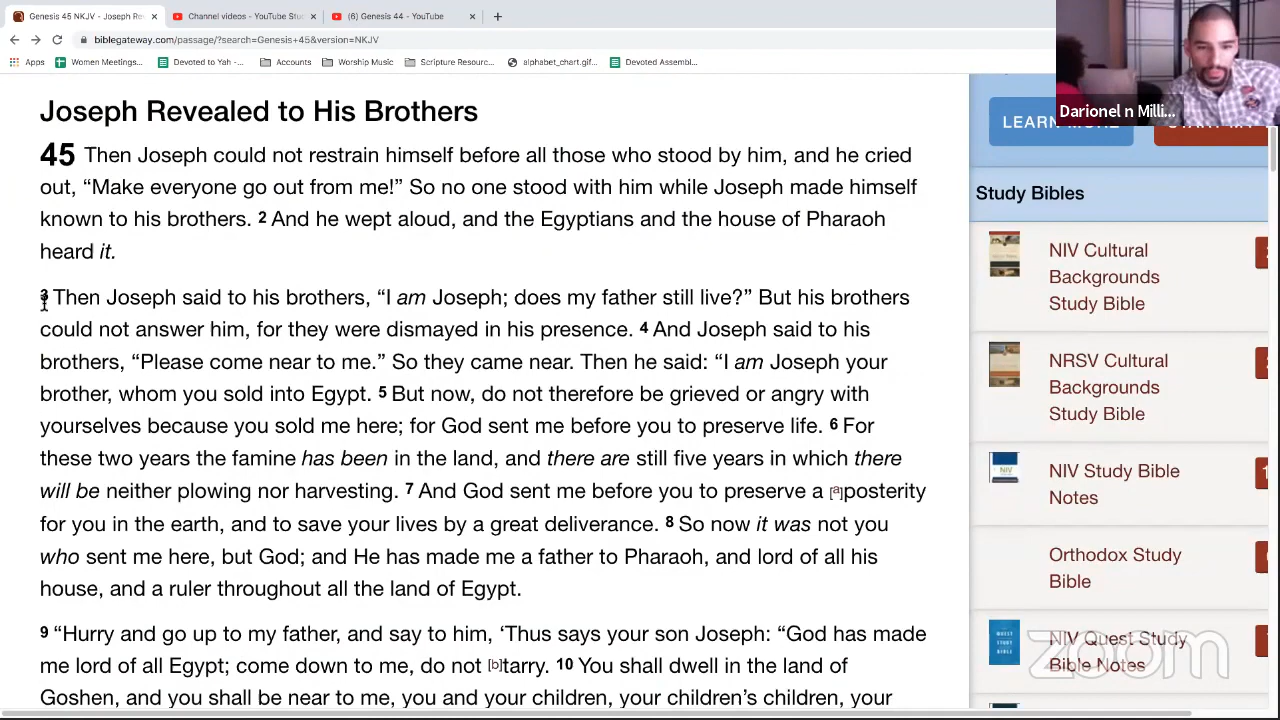 Genesis 45 NKJV - Joseph Re
Channel videos - YouTube Stu
(6) Genesis 44 - YouTube
biblegateway.com/passage/?search=Genesis+45&version=NKJV
Apps
Women Meetings...
Devoted to Yah -...
Accounts
Worship Music
Scripture Resourc...
alphabet_chart.gif...
Devoted Assembl...
Darionel n Milli...
Joseph Revealed to His Brothers
45 Then Joseph could not restrain himself before all those who stood by him, and he cried
out, “Make everyone go out from me!” So no one stood with him while Joseph made himself
known to his brothers. 2 And he wept aloud, and the Egyptians and the house of Pharaoh
heard it.
3 Then Joseph said to his brothers, “I am Joseph; does my father still live?” But his brothers
could not answer him, for they were dismayed in his presence. 4 And Joseph said to his
brothers, “Please come near to me.” So they came near. Then he said: “I am Joseph your
brother, whom you sold into Egypt. 5 But now, do not therefore be grieved or angry with
yourselves because you sold me here; for God sent me before you to preserve life. 6 For
these two years the famine has been in the land, and there are still five years in which there
will be neither plowing nor harvesting. 7 And God sent me before you to preserve a [a]posterity
for you in the earth, and to save your lives by a great deliverance. 8 So now it was not you
who sent me here, but God; and He has made me a father to Pharaoh, and lord of all his
house, and a ruler throughout all the land of Egypt.
9 “Hurry and go up to my father, and say to him, ‘Thus says your son Joseph: “God has made
me lord of all Egypt; come down to me, do not [b]tarry. 10 You shall dwell in the land of
Goshen, and you shall be near to me, you and your children, your children’s children, your
LEARN MORE
Study Bibles
NIV Cultural
Backgrounds
Study Bible
NRSV Cultural
Backgrounds
Study Bible
NIV Study Bible
Notes
Orthodox Study
Bible
NIV Quest Study
Bible Notes
zoom